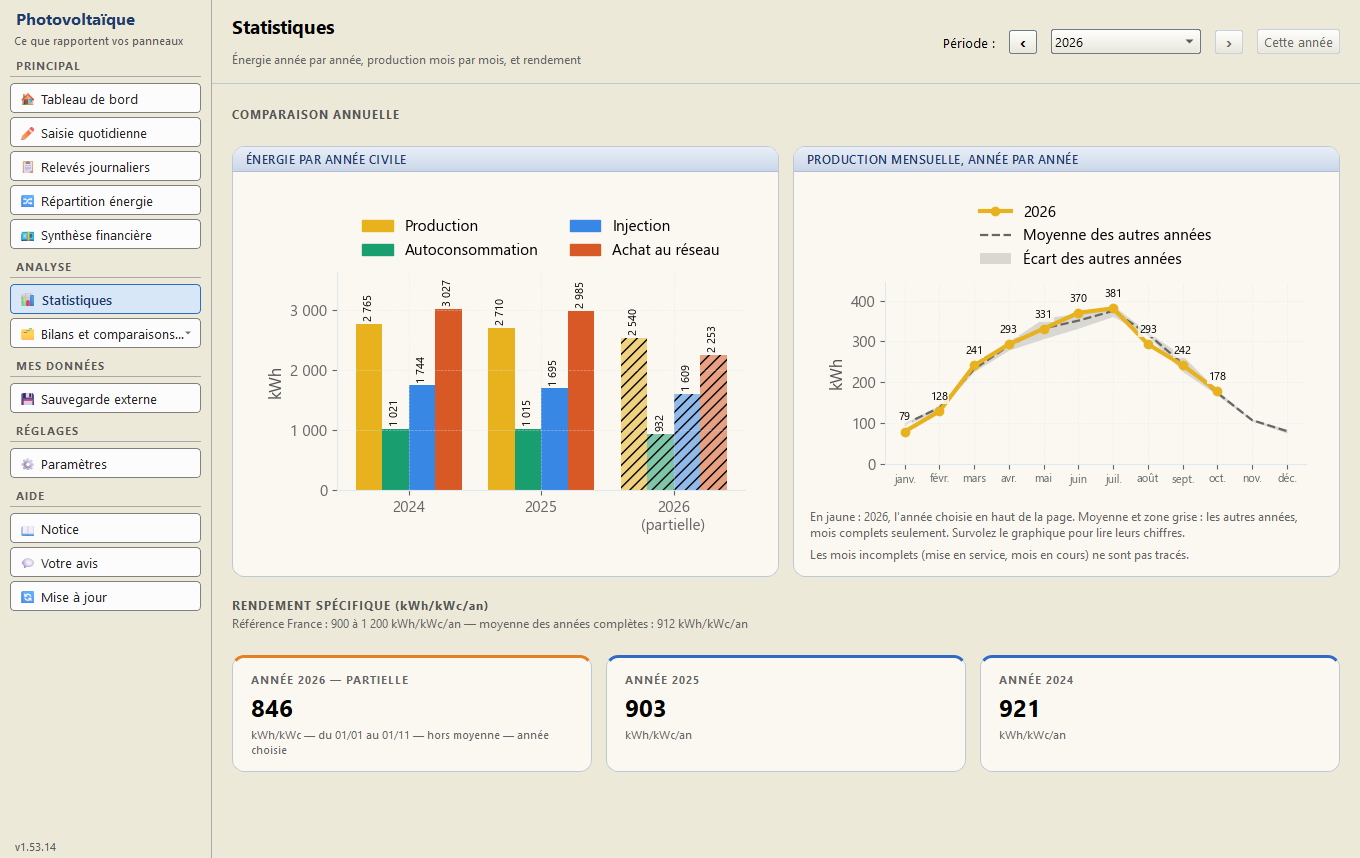 Photovoltaïque
Ce que rapportent vos panneaux
PRINCIPAL
Tableau de bord
Saisie quotidienne
Relevés journaliers
Répartition énergie
Synthèse financière
ANALYSE
Statistiques
Bilans et comparaisons...
MES DONNÉES
Sauvegarde externe
RÉGLAGES
Paramètres
AIDE
Notice
Votre avis
Mise à jour
v1.53.14
Statistiques
Énergie année par année, production mois par mois, et rendement
Période :
‹
2026
›
Cette année
COMPARAISON ANNUELLE
ÉNERGIE PAR ANNÉE CIVILE
Production
Injection
Autoconsommation
Achat au réseau
kWh
3 000
2 000
1 000
0
2 765
1 021
1 744
3 027
2 710
1 015
1 695
2 985
2 540
932
1 609
2 253
2024
2025
2026
(partielle)
PRODUCTION MENSUELLE, ANNÉE PAR ANNÉE
2026
Moyenne des autres années
Écart des autres années
kWh
400
300
200
100
0
79
128
241
293
331
370
381
293
242
178
janv.
févr.
mars
avr.
mai
juin
juil.
août
sept.
oct.
nov.
déc.
En jaune : 2026, l'année choisie en haut de la page. Moyenne et zone grise : les autres années,
mois complets seulement. Survolez le graphique pour lire leurs chiffres.
Les mois incomplets (mise en service, mois en cours) ne sont pas tracés.
RENDEMENT SPÉCIFIQUE (kWh/kWc/an)
Référence France : 900 à 1 200 kWh/kWc/an — moyenne des années complètes : 912 kWh/kWc/an
ANNÉE 2026 — PARTIELLE
846
kWh/kWc — du 01/01 au 01/11 — hors moyenne — année
choisie
ANNÉE 2025
903
kWh/kWc/an
ANNÉE 2024
921
kWh/kWc/an